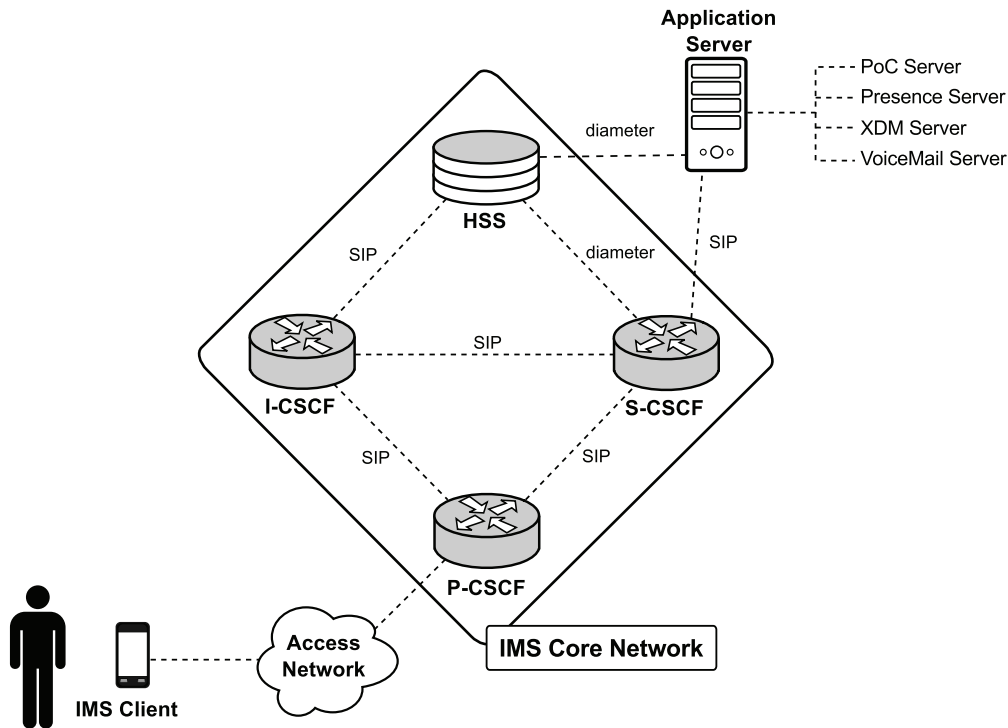 Application
Server
PoC Server
Presence Server
XDM Server
VoiceMail Server
diameter
HSS
SIP
diameter
SIP
SIP
I-CSCF
S-CSCF
SIP
SIP
P-CSCF
Access
Network
IMS Core Network
IMS Client